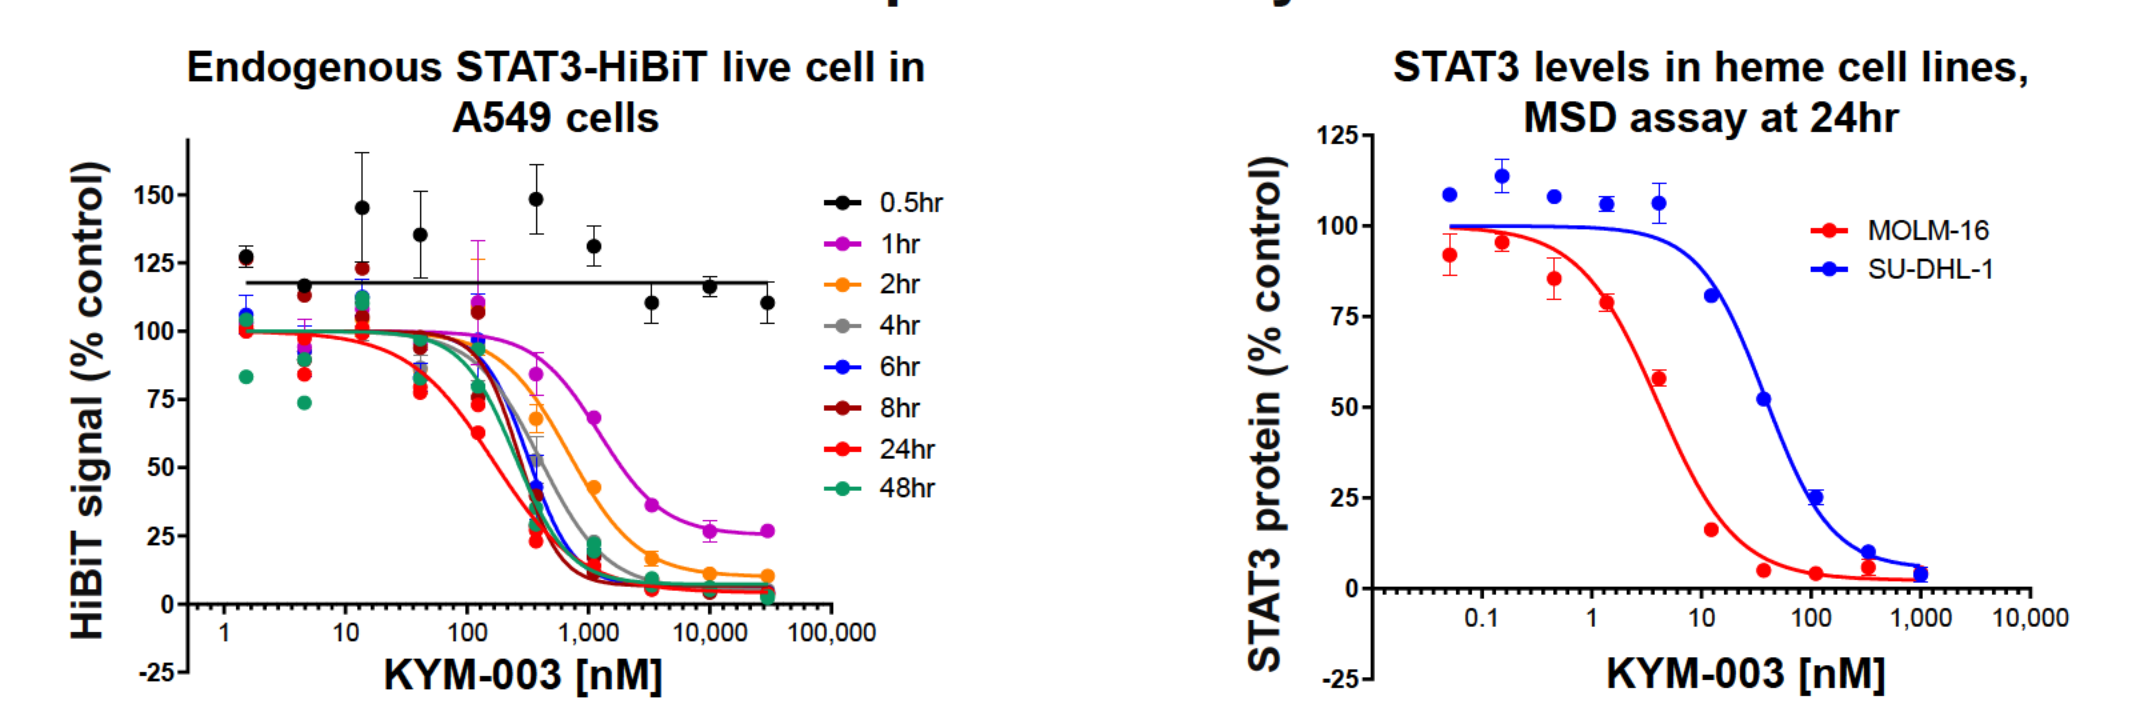 Endogenous STAT3-HiBiT live cell in
A549 cells
HiBiT signal (% control)
150
125
100
75
50
25
0
-25
1
10
100
1,000
10,000
100,000
KYM-003 [nM]
0.5hr
1hr
2hr
4hr
6hr
8hr
24hr
48hr
STAT3 levels in heme cell lines,
MSD assay at 24hr
STAT3 protein (% control)
125
100
75
50
25
0
-25
0.1
1
10
100
1,000
10,000
KYM-003 [nM]
MOLM-16
SU-DHL-1